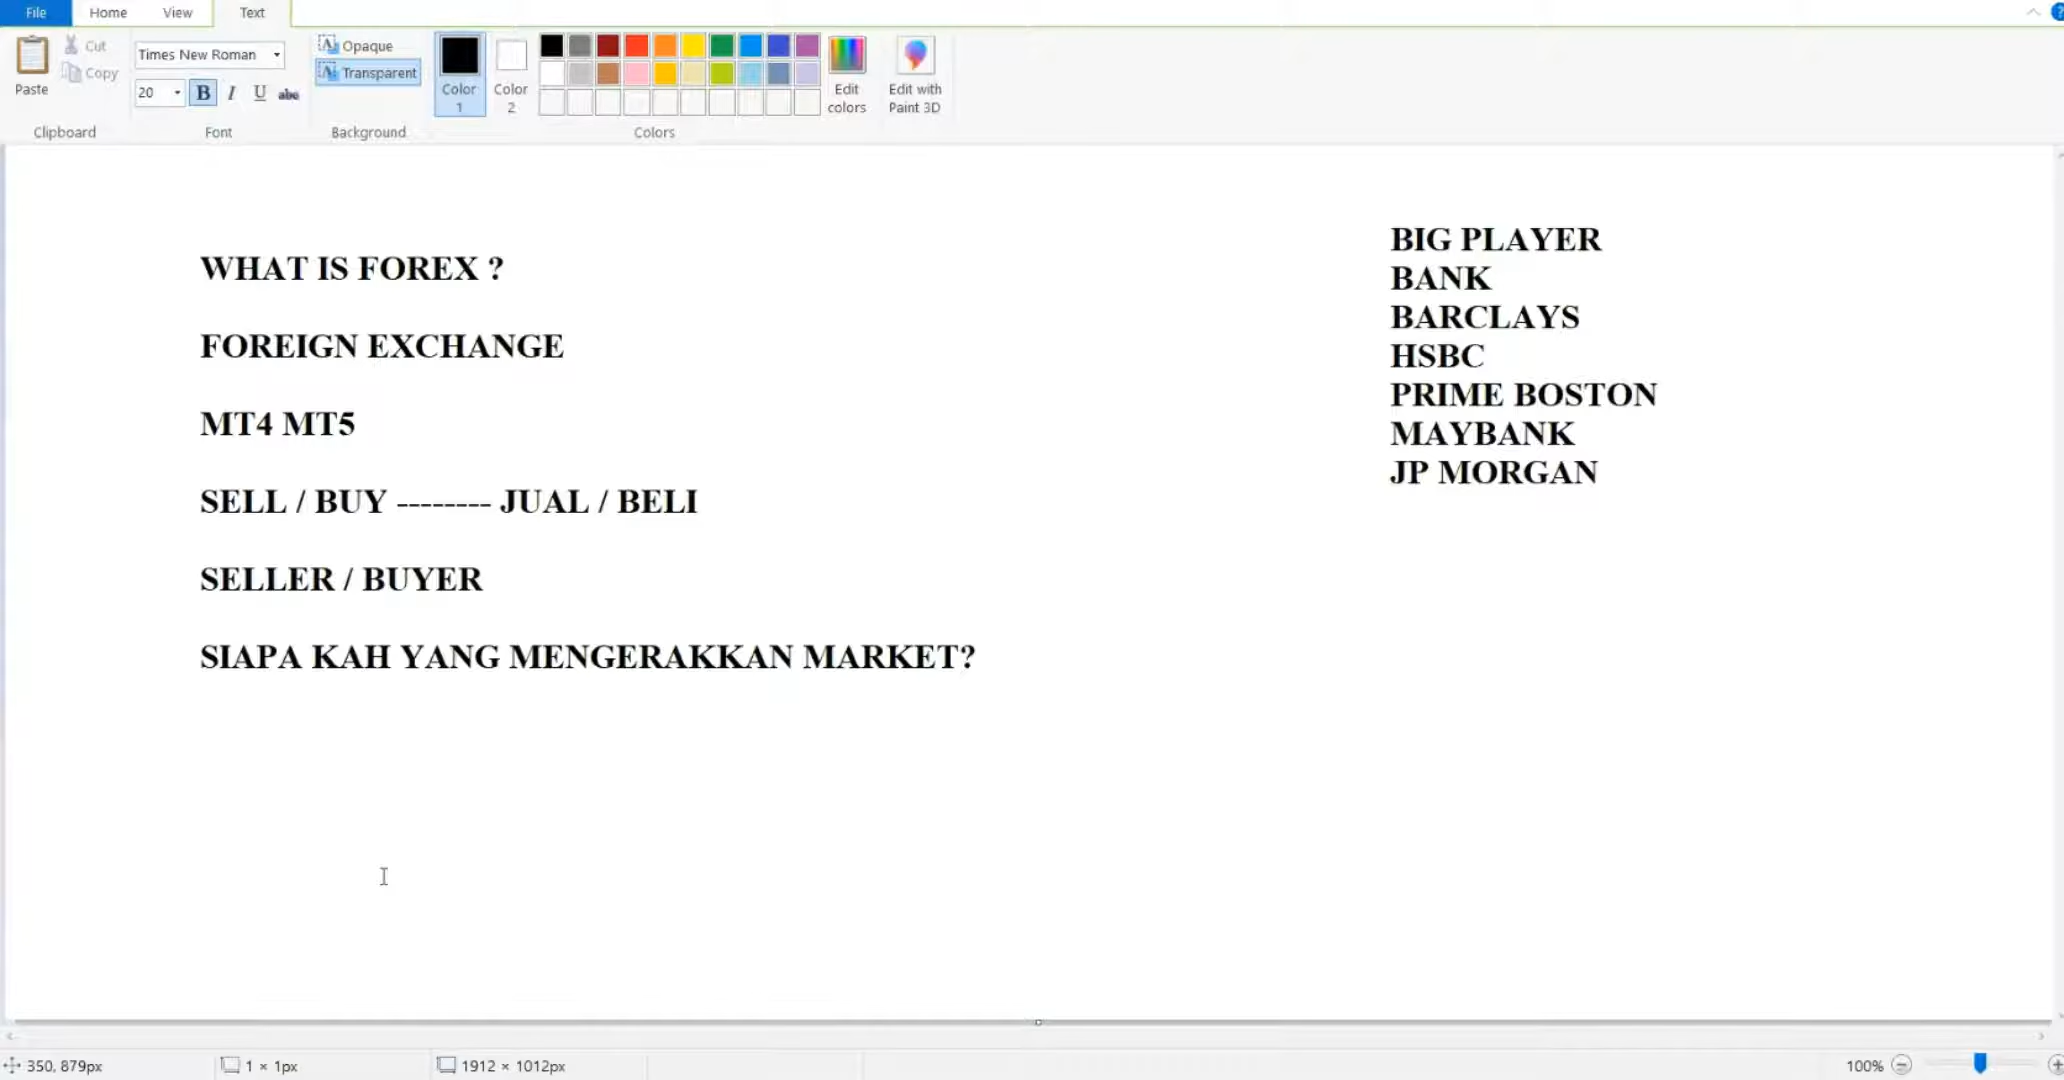 File Home View Text
Paste
Cut
Copy
Clipboard
Times New Roman
20 B I U abc
Font
Opaque
Transparent
Background
Color 1
Color 2
Colors
Edit colors
Edit with Paint 3D
WHAT IS FOREX ?
FOREIGN EXCHANGE
MT4 MT5
SELL / BUY -------- JUAL / BELI
SELLER / BUYER
SIAPA KAH YANG MENGERAKKAN MARKET?
BIG PLAYER
BANK
BARCLAYS
HSBC
PRIME BOSTON
MAYBANK
JP MORGAN
350, 879px
1 × 1px
1912 × 1012px
100%